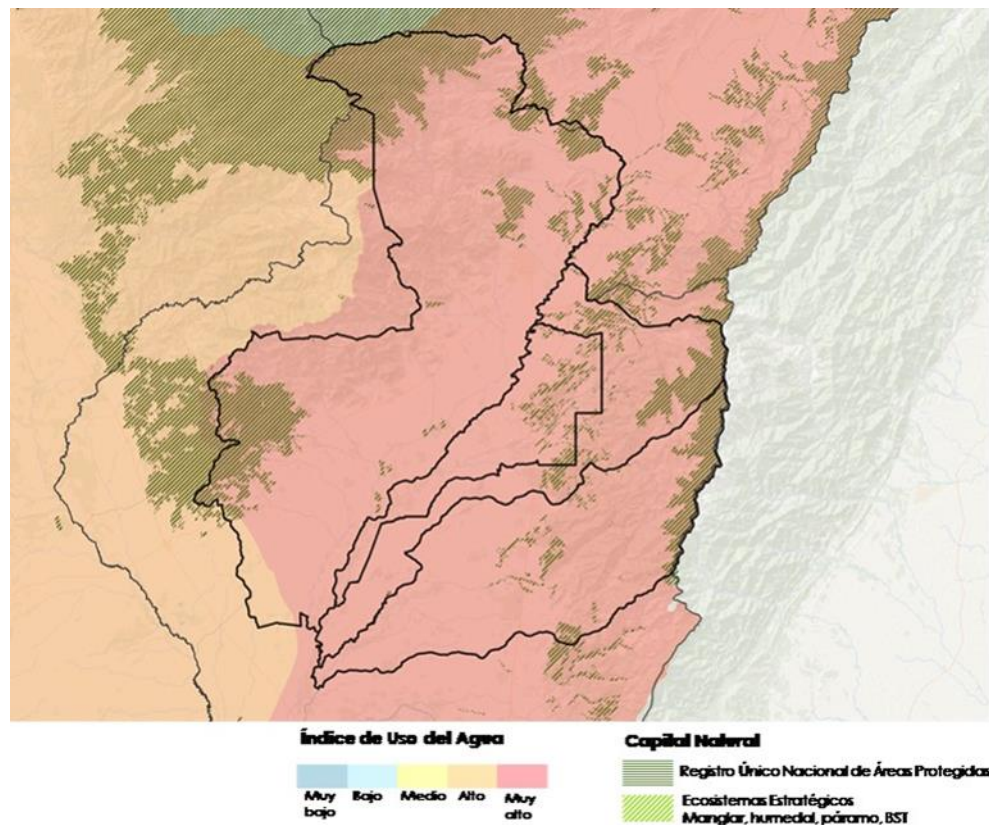 Índice de Uso del Agua
Muy bajo
Bajo
Medio
Alto
Muy alto
Capital Natural
Registro Único Nacional de Áreas Protegidas
Ecosistemas Estratégicos
Manglar, humedal, páramo, BST